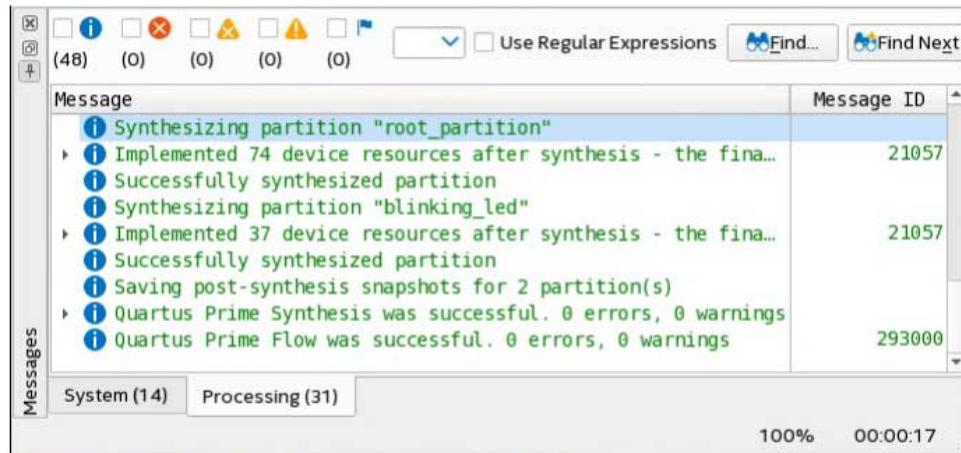 (48) (0) (0) (0) (0) Use Regular Expressions Find... Find Next
Message Message ID
Synthesizing partition "root_partition"
Implemented 74 device resources after synthesis - the fina... 21057
Successfully synthesized partition
Synthesizing partition "blinking_led"
Implemented 37 device resources after synthesis - the fina... 21057
Successfully synthesized partition
Saving post-synthesis snapshots for 2 partition(s)
Quartus Prime Synthesis was successful. 0 errors, 0 warnings
Quartus Prime Flow was successful. 0 errors, 0 warnings 293000
Messages
System (14) Processing (31)
100% 00:00:17